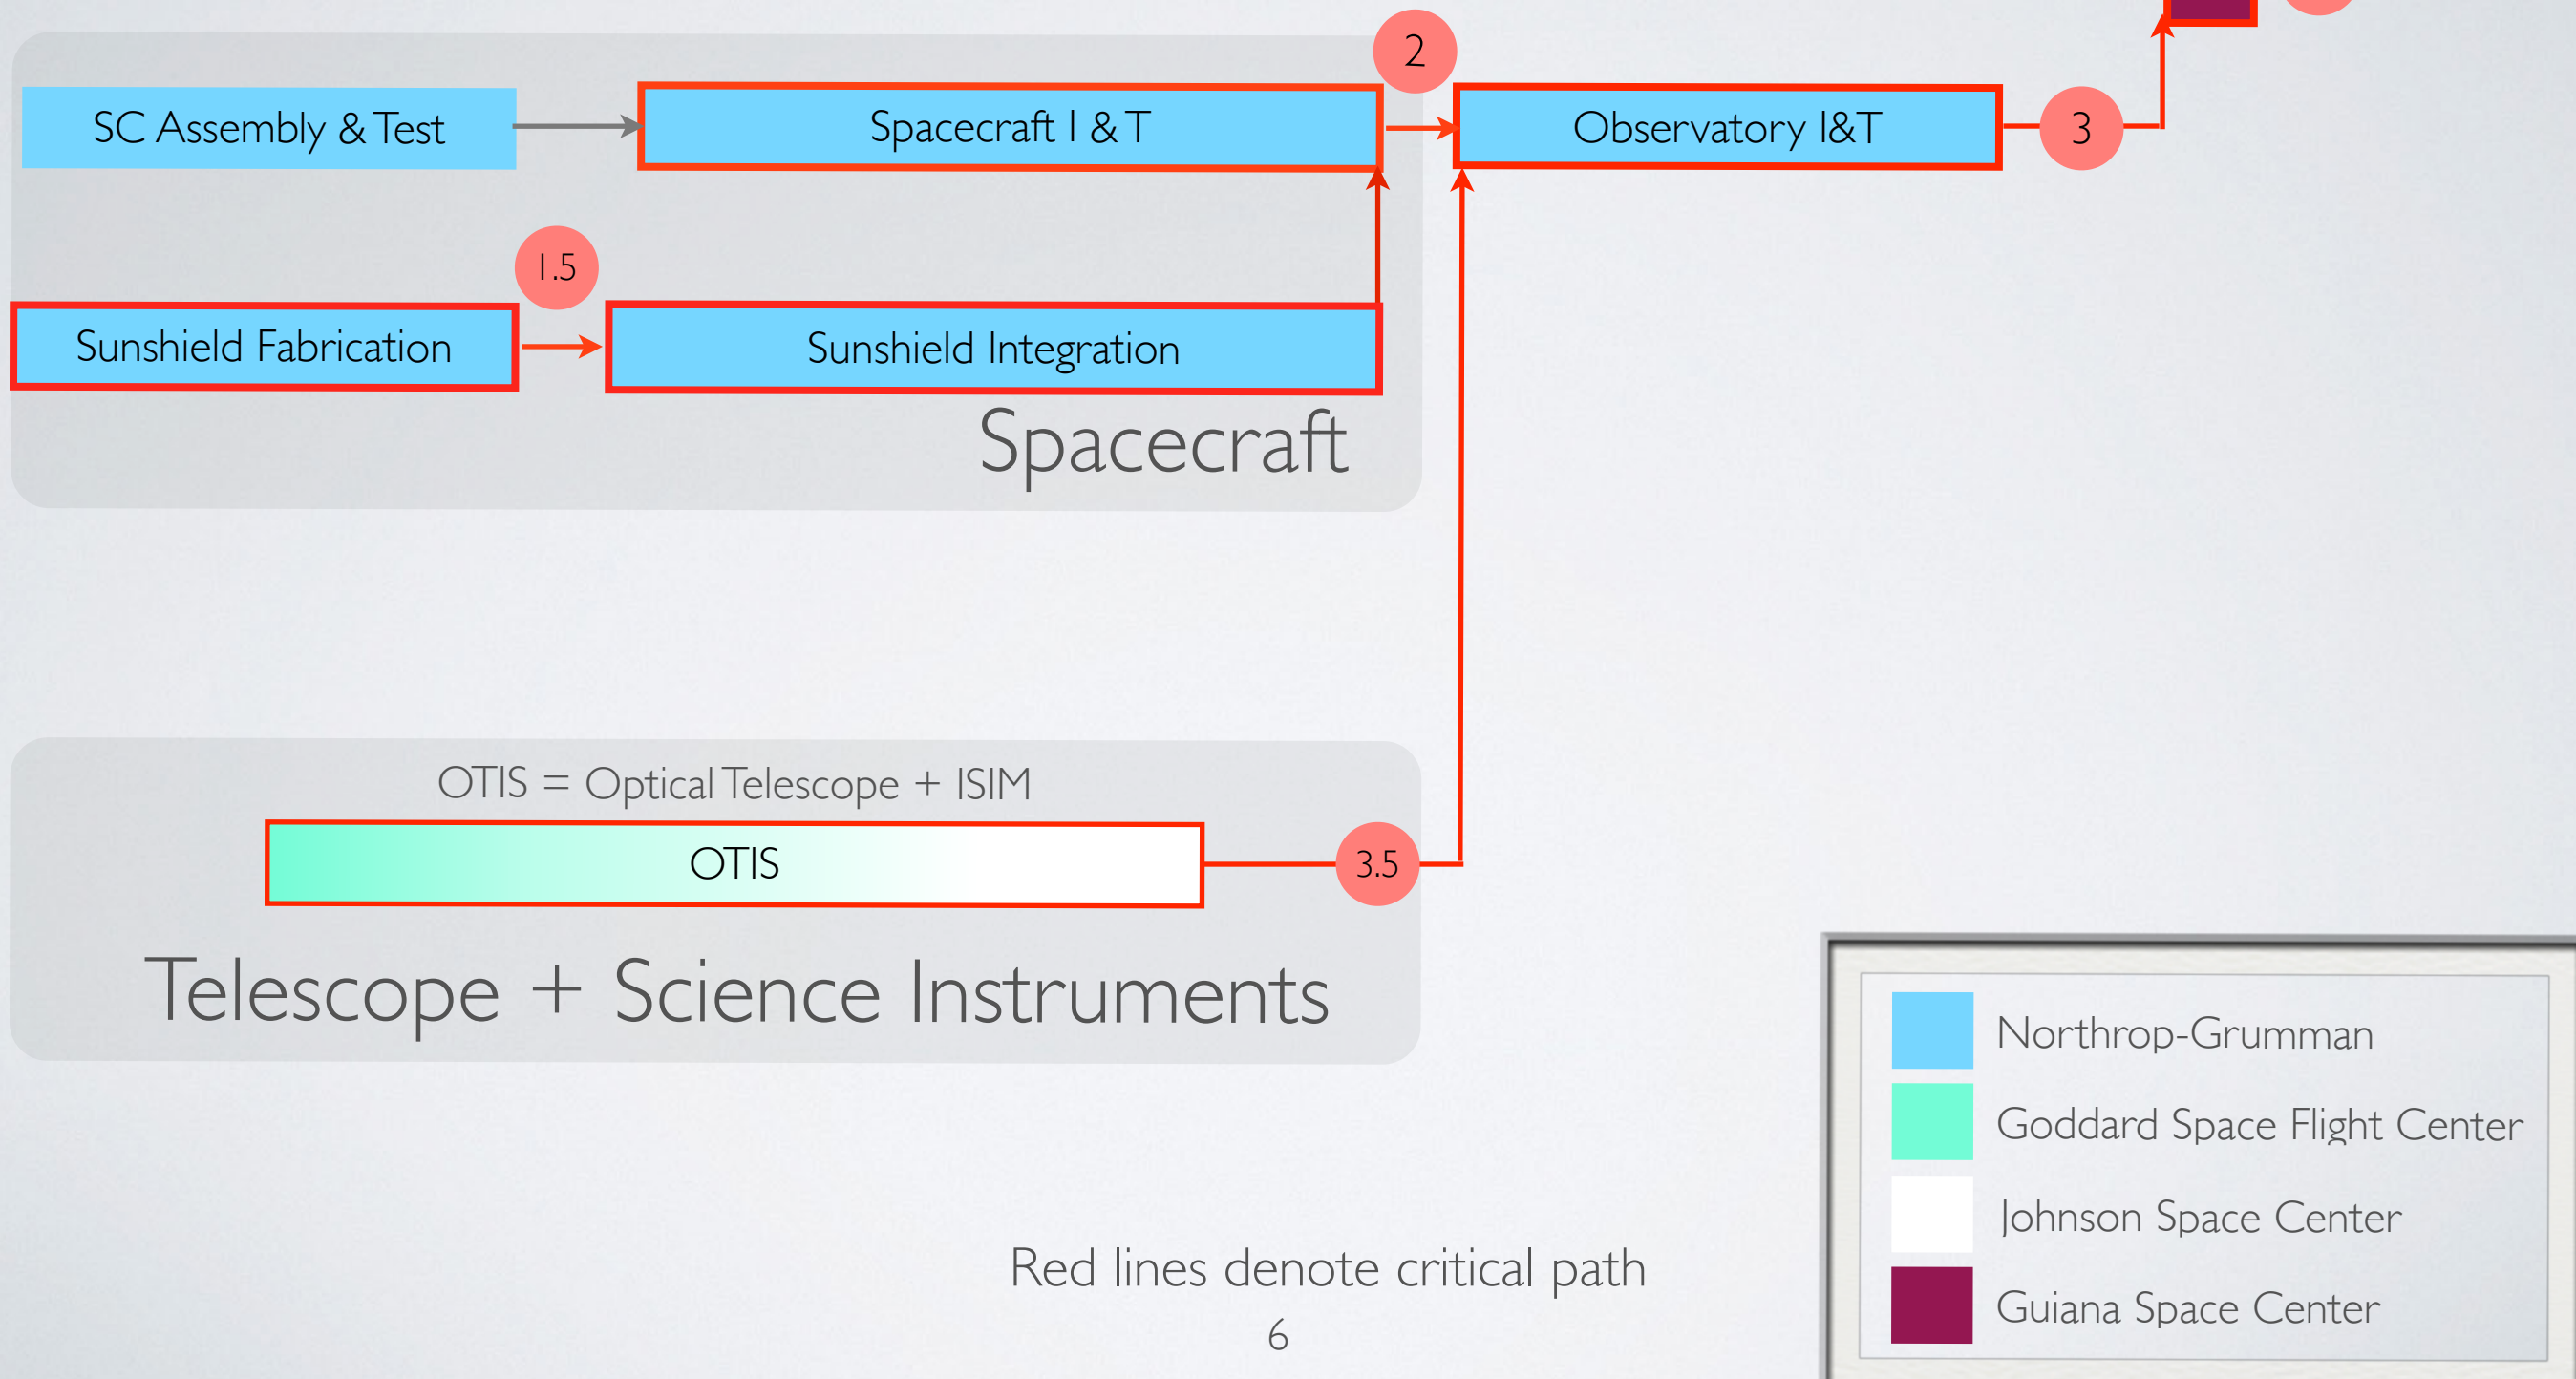 2
SC Assembly & Test
Spacecraft I & T
Observatory I&T
3
1.5
Sunshield Fabrication
Sunshield Integration
Spacecraft
OTIS = Optical Telescope + ISIM
OTIS
3.5
Telescope + Science Instruments
Northrop-Grumman
Goddard Space Flight Center
Johnson Space Center
Guiana Space Center
Red lines denote critical path
6